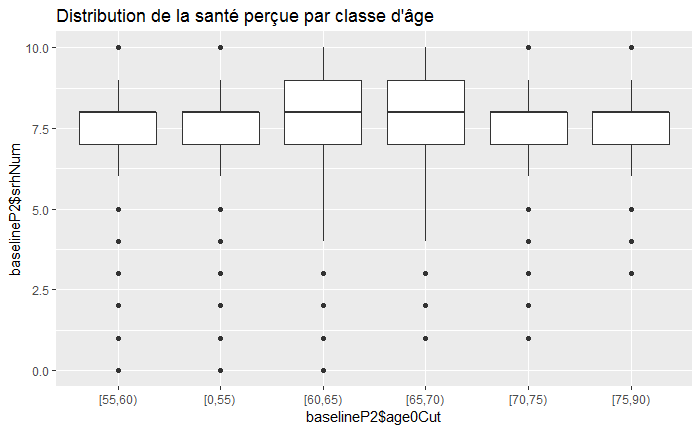 Distribution de la santé perçue par classe d'âge
baselineP2$srhNum
10.0
7.5
5.0
2.5
0.0
[55,60) [0,55) [60,65) [65,70) [70,75) [75,90)
baselineP2$age0Cut